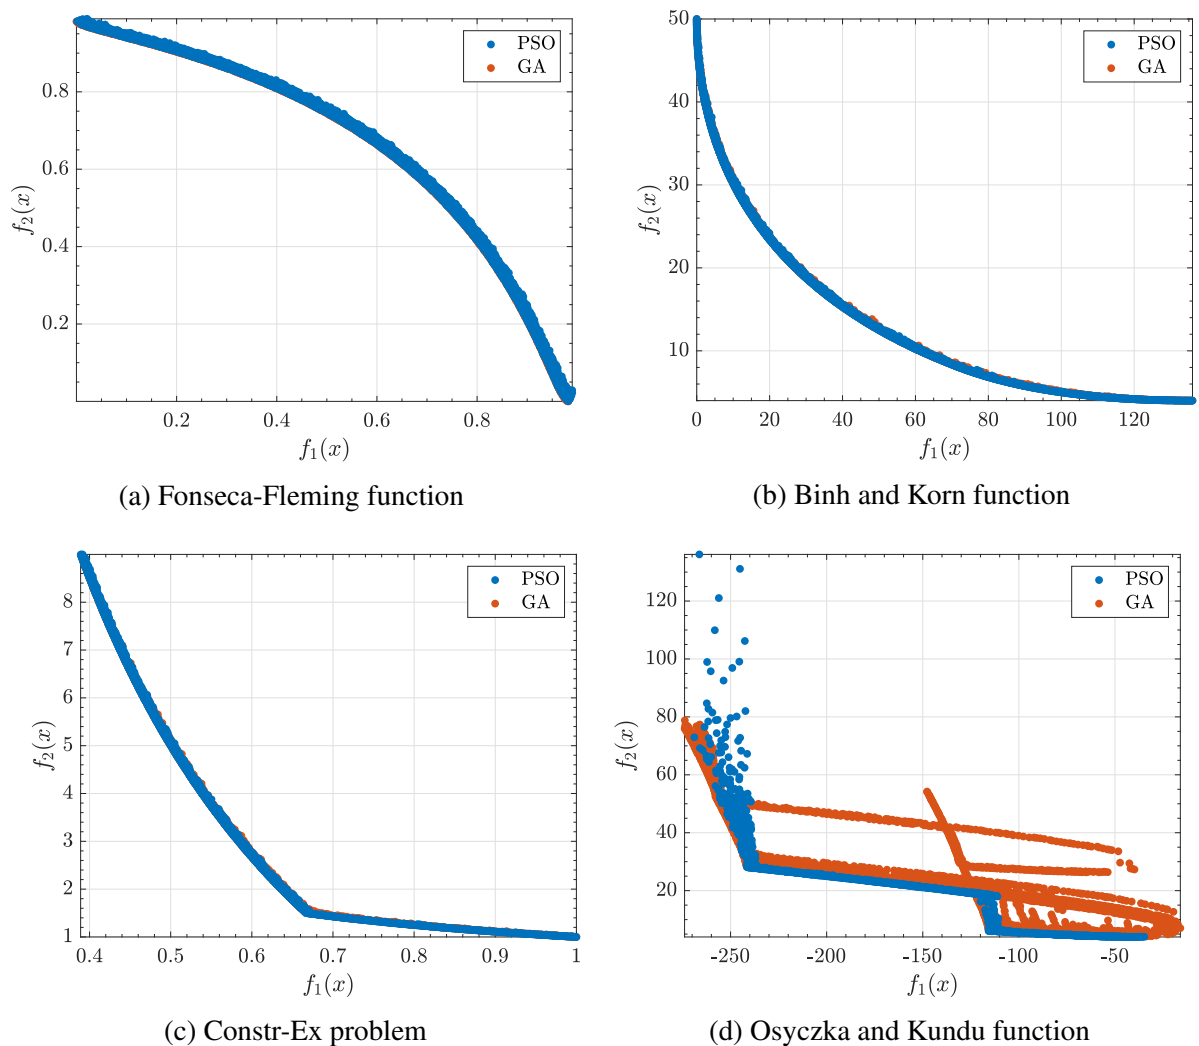 PSO
GA
0.8
0.6
0.4
0.2
f₂(x)
0.2 0.4 0.6 0.8
f₁(x)
(a) Fonseca-Fleming function
PSO
GA
50
40
30
20
10
f₂(x)
0 20 40 60 80 100 120
f₁(x)
(b) Binh and Korn function
PSO
GA
8
7
6
5
4
3
2
1
f₂(x)
0.4 0.5 0.6 0.7 0.8 0.9 1
f₁(x)
(c) Constr-Ex problem
PSO
GA
120
100
80
60
40
20
f₂(x)
-250 -200 -150 -100 -50
f₁(x)
(d) Osyczka and Kundu function